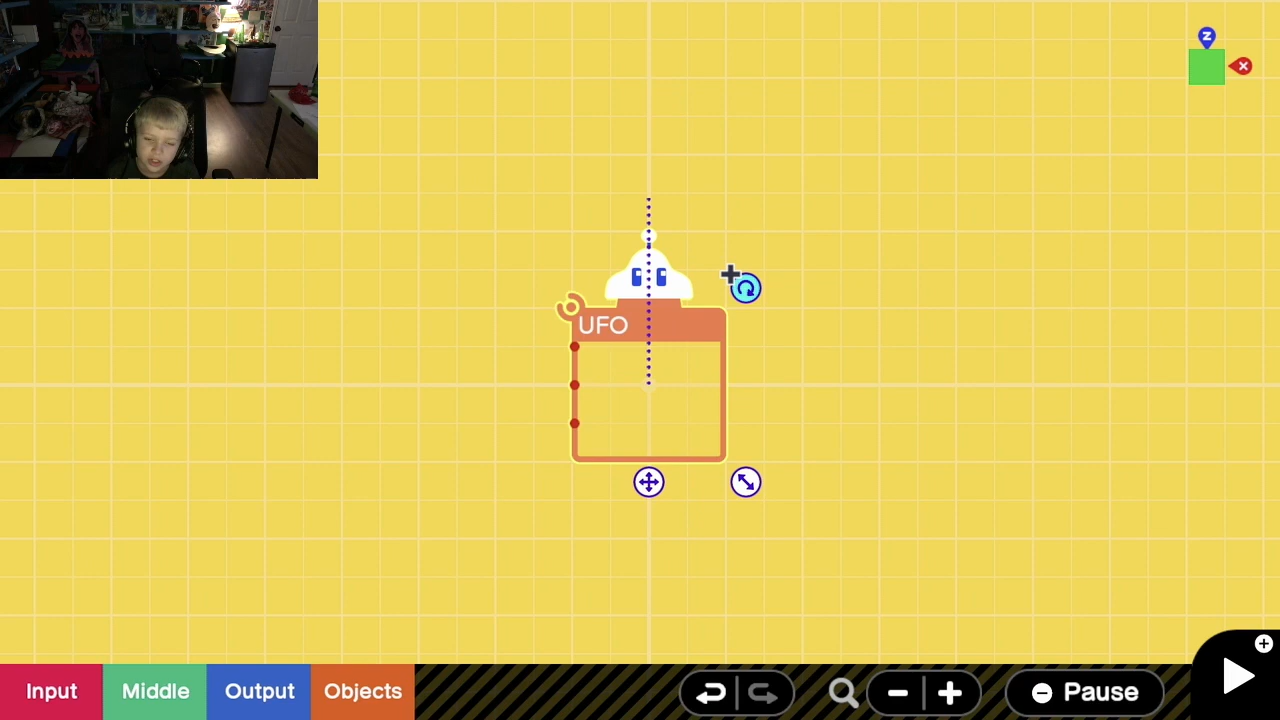 Z
X
UFO
Input
Middle
Output
Objects
Pause